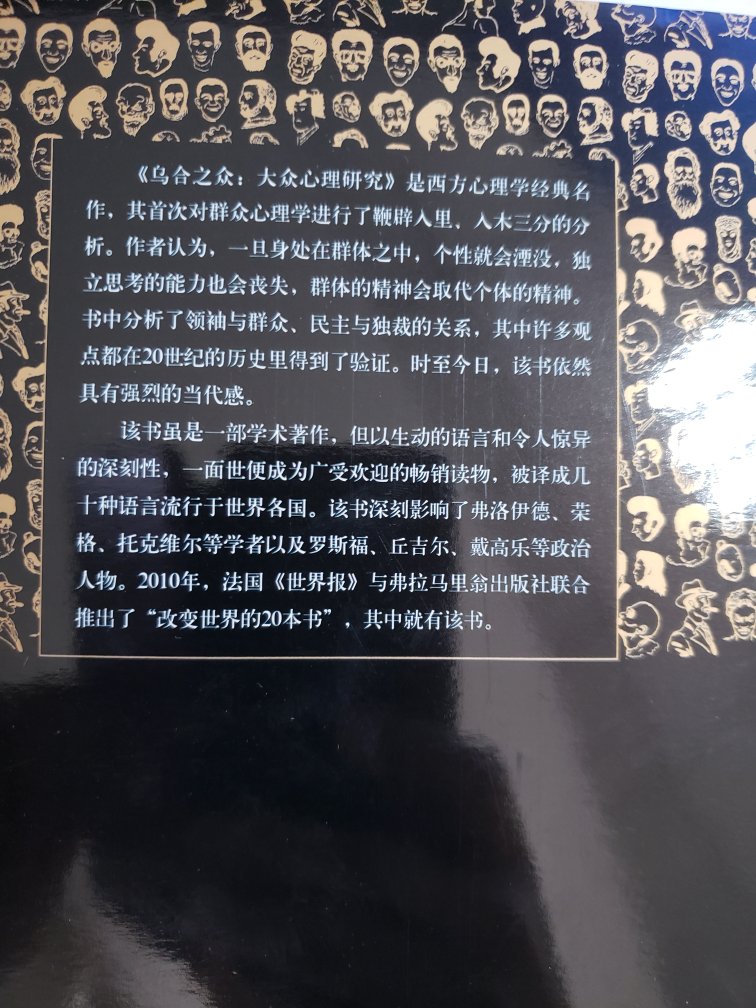 《乌合之众：大众心理研究》是西方心理学经典名
作，其首次对群众心理学进行了鞭辟入里、入木三分的分
析。作者认为，一旦身处在群体之中，个性就会湮没，独
立思考的能力也会丧失，群体的精神会取代个体的精神。
书中分析了领袖与群众、民主与独裁的关系，其中许多观
点都在20世纪的历史里得到了验证。时至今日，该书依然
具有强烈的当代感。
该书虽是一部学术著作，但以生动的语言和令人惊异
的深刻性，一面世便成为广受欢迎的畅销读物，被译成几
十种语言流行于世界各国。该书深刻影响了弗洛伊德、荣
格、托克维尔等学者以及罗斯福、丘吉尔、戴高乐等政治
人物。2010年，法国《世界报》与弗拉马里翁出版社联合
推出了“改变世界的20本书”，其中就有该书。